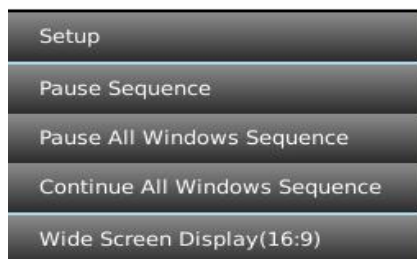 Setup
Pause Sequence
Pause All Windows Sequence
Continue All Windows Sequence
Wide Screen Display(16:9)